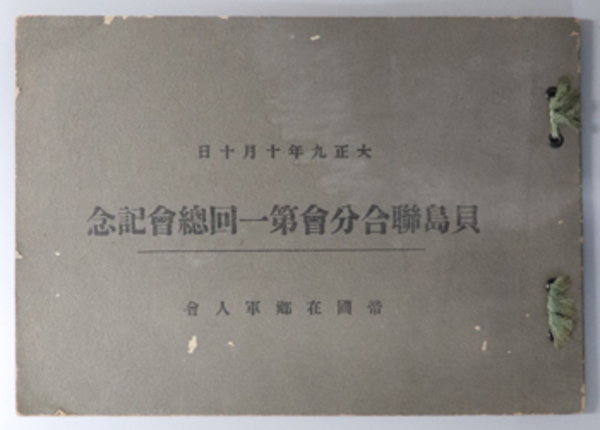 大正九年十月十日
貝島聯合分會第一回總會記念
帝國在鄉軍人會